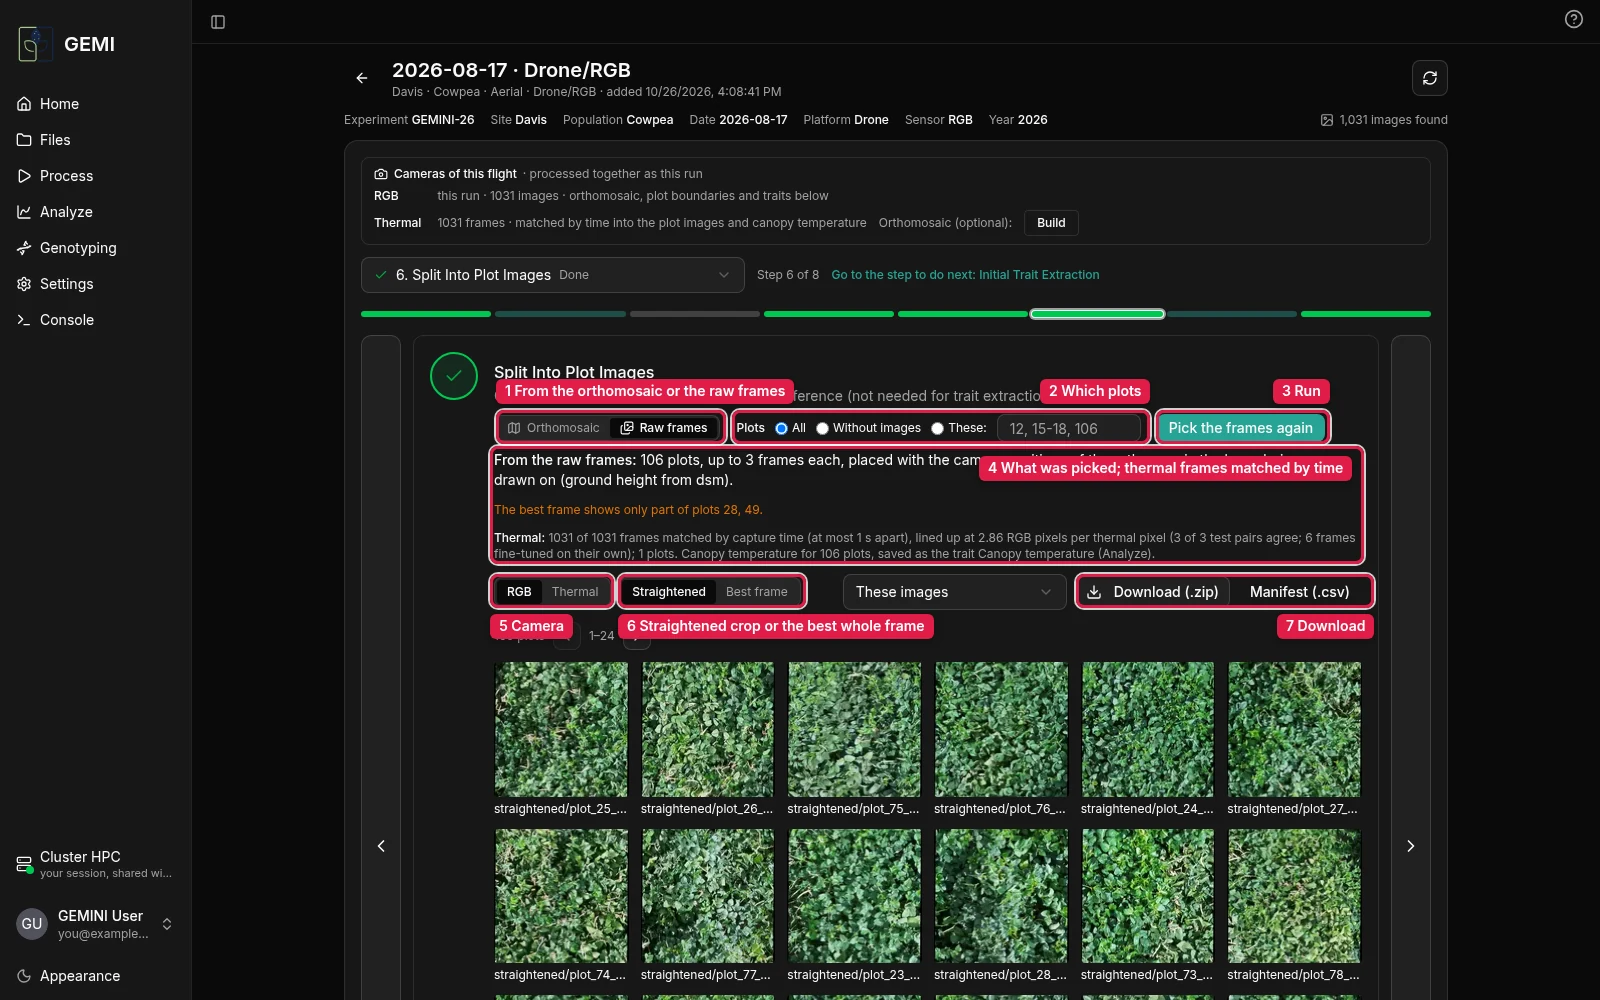 GEMI
Home
Files
Process
Analyze
Genotyping
Settings
Console
Cluster HPC
your session, shared wi...
GU
GEMINI User
you@example...
Appearance
2026-08-17 · Drone/RGB
Davis · Cowpea · Aerial · Drone/RGB · added 10/26/2026, 4:08:41 PM
Experiment GEMINI-26 Site Davis Population Cowpea Date 2026-08-17 Platform Drone Sensor RGB Year 2026
1,031 images found
Cameras of this flight · processed together as this run
RGB this run · 1031 images · orthomosaic, plot boundaries and traits below
Thermal 1031 frames · matched by time into the plot images and canopy temperature Orthomosaic (optional): Build
6. Split Into Plot Images Done
Step 6 of 8 Go to the step to do next: Initial Trait Extraction
Split Into Plot Images
1 From the orthomosaic or the raw frames
ference (not needed for trait extractio
2 Which plots
3 Run
Orthomosaic Raw frames
Plots All Without images These: 12, 15-18, 106
Pick the frames again
From the raw frames: 106 plots, up to 3 frames each, placed with the cam
4 What was picked; thermal frames matched by time
drawn on (ground height from dsm).
The best frame shows only part of plots 28, 49.
Thermal: 1031 of 1031 frames matched by capture time (at most 1 s apart), lined up at 2.86 RGB pixels per thermal pixel (3 of 3 test pairs agree; 6 frames
fine-tuned on their own); 1 plots. Canopy temperature for 106 plots, saved as the trait Canopy temperature (Analyze).
RGB Thermal
Straightened Best frame
These images
Download (.zip) Manifest (.csv)
5 Camera
6 Straightened crop or the best whole frame
7 Download
1–24
straightened/plot_25_... straightened/plot_26_... straightened/plot_75_... straightened/plot_76_... straightened/plot_24_... straightened/plot_27_...
straightened/plot_74_... straightened/plot_77_... straightened/plot_23_... straightened/plot_28_... straightened/plot_73_... straightened/plot_78_...